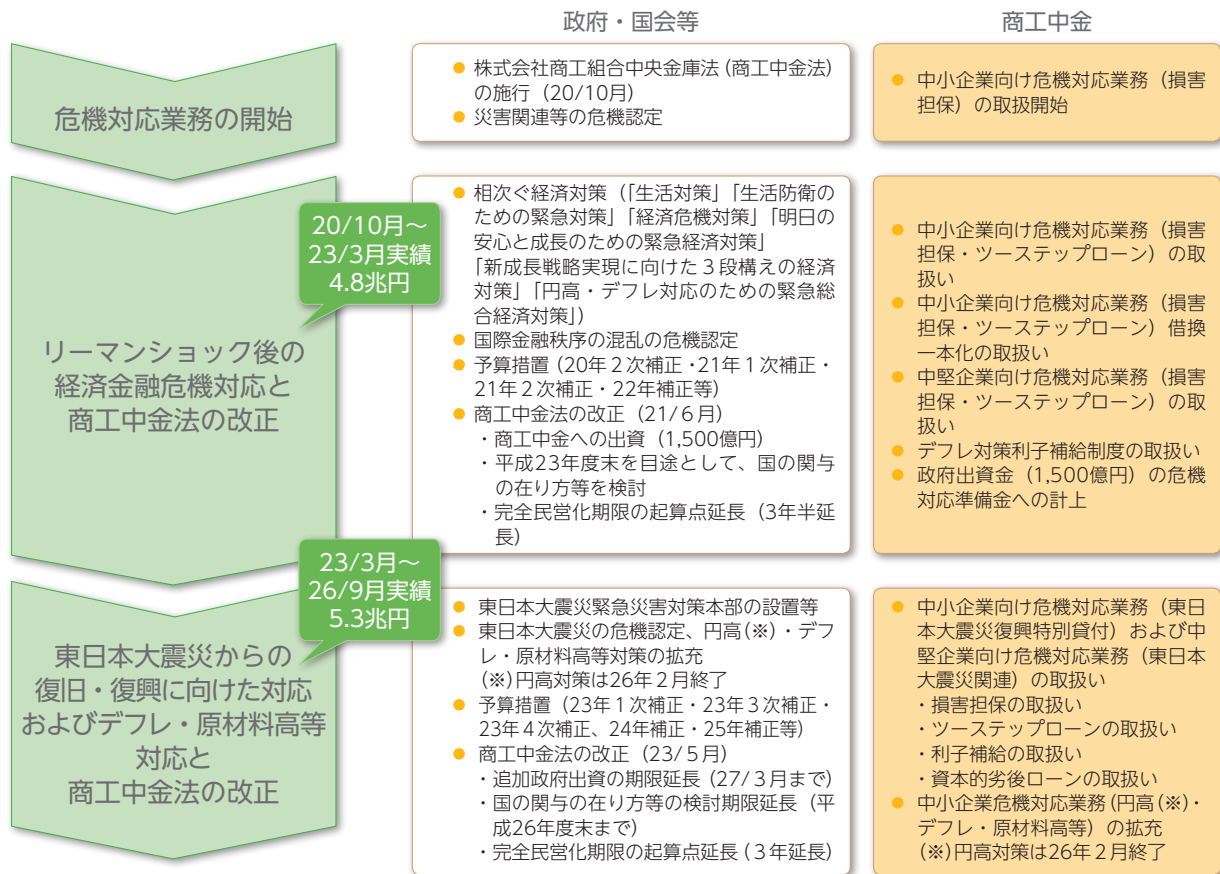 政府・国会等
商工中金
危機対応業務の開始
● 株式会社商工組合中央金庫法(商工中金法)
の施行（20/10月）
● 災害関連等の危機認定
● 中小企業向け危機対応業務（損害
担保）の取扱開始
リーマンショック後の
経済金融危機対応と
商工中金法の改正
20/10月～
23/3月実績
4.8兆円
● 相次ぐ経済対策（「生活対策」「生活防衛の
ための緊急対策」「経済危機対策」「明日の
安心と成長のための緊急経済対策」
「新成長戦略実現に向けた３段構えの経済
対策」「円高・デフレ対応のための緊急総
合経済対策」）
● 国際金融秩序の混乱の危機認定
● 予算措置（20年２次補正・21年１次補正・
21年２次補正・22年補正等）
● 商工中金法の改正（21/６月）
・商工中金への出資（1,500億円）
・平成23年度末を目途として、国の関与
の在り方等を検討
・完全民営化期限の起算点延長（3年半延
長）
● 中小企業向け危機対応業務（損害
担保・ツーステップローン）の取
扱い
● 中小企業向け危機対応業務（損害
担保・ツーステップローン）借換
一本化の取扱い
● 中堅企業向け危機対応業務（損害
担保・ツーステップローン）の取
扱い
● デフレ対策利子補給制度の取扱い
● 政府出資金（1,500億円）の危機
対応準備金への計上
東日本大震災からの
復旧・復興に向けた対応
およびデフレ・原材料高等
対応と
商工中金法の改正
23/3月～
26/9月実績
5.3兆円
● 東日本大震災緊急災害対策本部の設置等
● 東日本大震災の危機認定、円高(※)・デフ
レ・原材料高等対策の拡充
(※)円高対策は26年２月終了
● 予算措置（23年１次補正・23年３次補正・
23年４次補正、24年補正・25年補正等）
● 商工中金法の改正（23/５月）
・追加政府出資の期限延長（27/３月まで）
・国の関与の在り方等の検討期限延長（平
成26年度末まで）
・完全民営化期限の起算点延長（３年延長）
● 中小企業向け危機対応業務（東日
本大震災復興特別貸付）および中
堅企業向け危機対応業務（東日本
大震災関連）の取扱い
・損害担保の取扱い
・ツーステップローンの取扱い
・利子補給の取扱い
・資本的劣後ローンの取扱い
● 中小企業危機対応業務（円高(※)・
デフレ・原材料高等）の拡充
(※)円高対策は26年２月終了